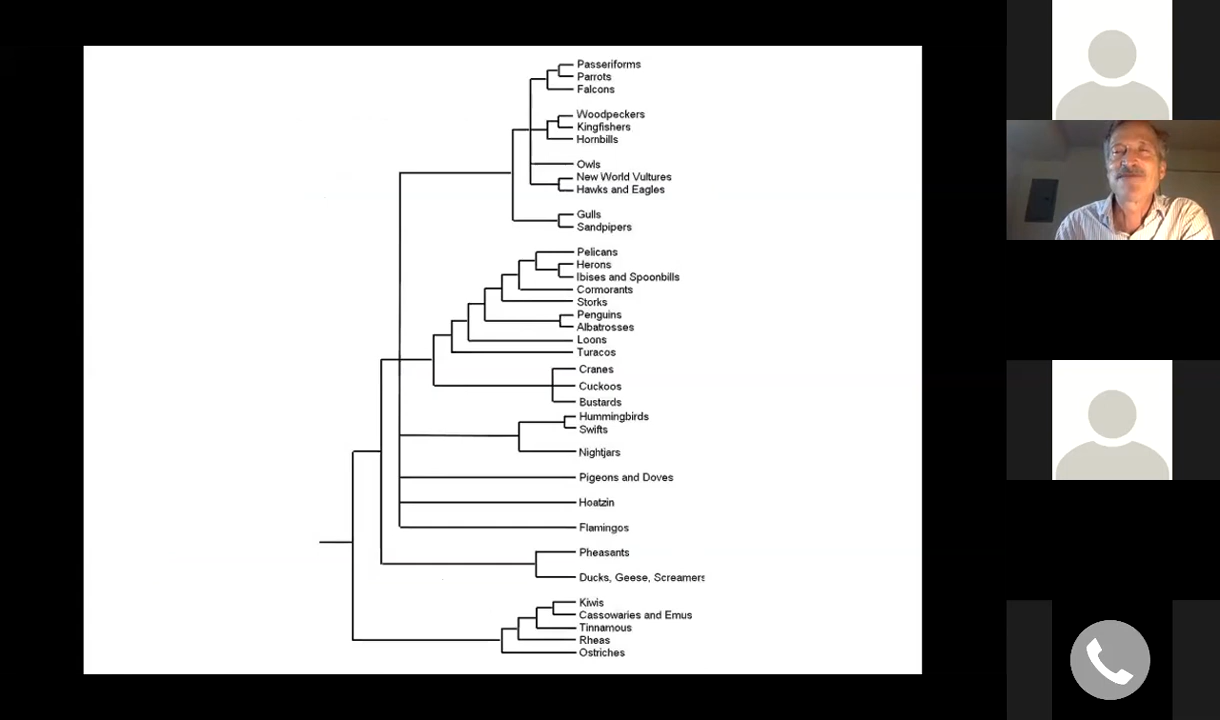 Passeriforms
Parrots
Falcons
Woodpeckers
Kingfishers
Hornbills
Owls
New World Vultures
Hawks and Eagles
Gulls
Sandpipers
Pelicans
Herons
Ibises and Spoonbills
Cormorants
Storks
Penguins
Albatrosses
Loons
Turacos
Cranes
Cuckoos
Bustards
Hummingbirds
Swifts
Nightjars
Pigeons and Doves
Hoatzin
Flamingos
Pheasants
Ducks, Geese, Screamers
Kiwis
Cassowaries and Emus
Tinnamous
Rheas
Ostriches